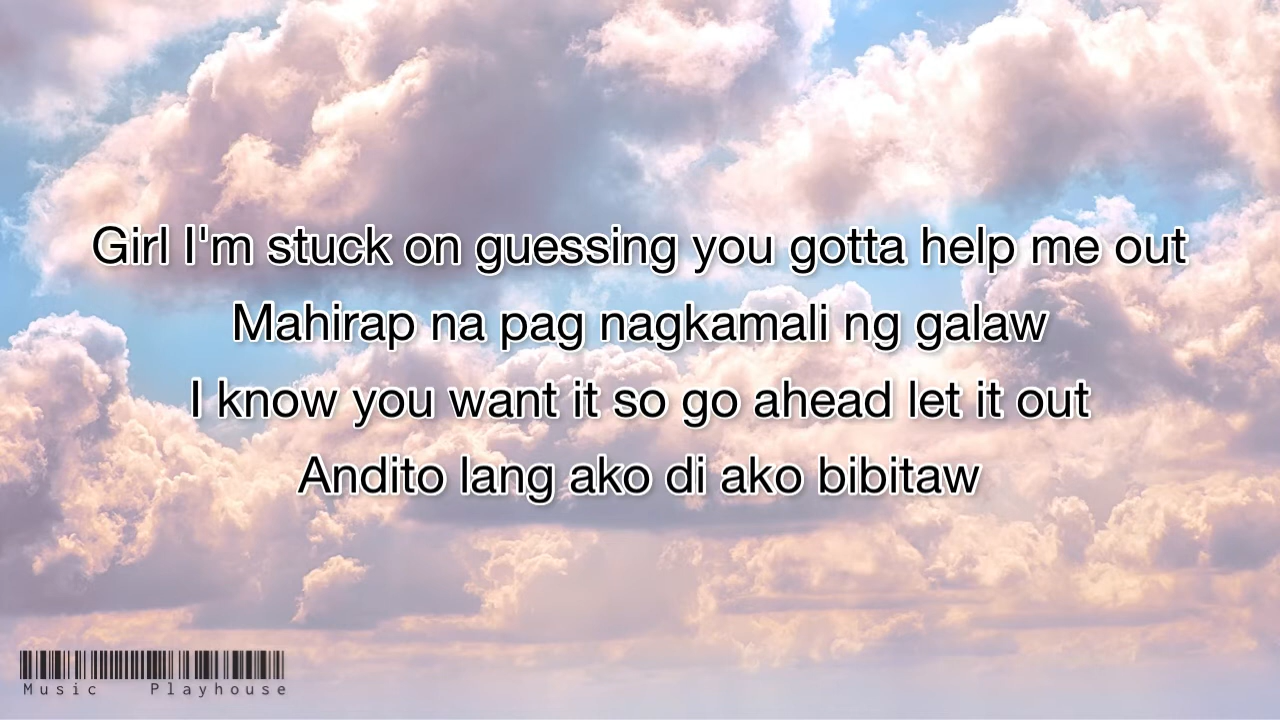 Girl I'm stuck on guessing you gotta help me out
Mahirap na pag nagkamali ng galaw
I know you want it so go ahead let it out
Andito lang ako di ako bibitaw
Music Playhouse